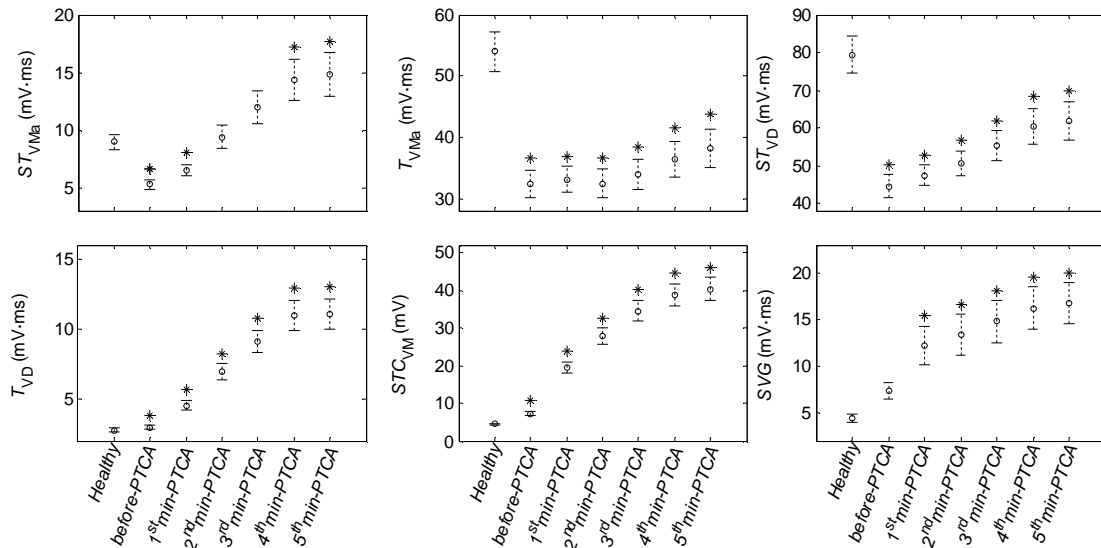 20
15
10
5
ST_VMa (mV·ms)
60
50
40
30
T_VMa (mV·ms)
90
80
70
60
50
40
ST_VD (mV·ms)
15
10
5
T_VD (mV·ms)
50
40
30
20
10
0
STC_VM (mV)
20
15
10
5
SVG (mV·ms)
Healthy
before-PTCA
1st min-PTCA
2nd min-PTCA
3rd min-PTCA
4th min-PTCA
5th min-PTCA
Healthy
before-PTCA
1st min-PTCA
2nd min-PTCA
3rd min-PTCA
4th min-PTCA
5th min-PTCA
Healthy
before-PTCA
1st min-PTCA
2nd min-PTCA
3rd min-PTCA
4th min-PTCA
5th min-PTCA